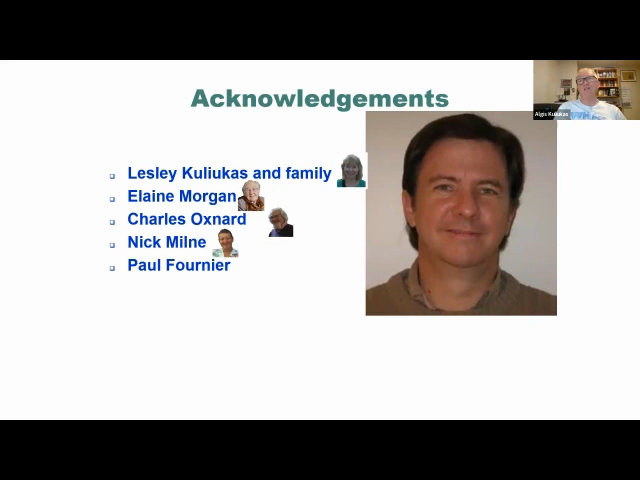 Acknowledgements
Algis Kuliukas
Lesley Kuliukas and family
Elaine Morgan
Charles Oxnard
Nick Milne
Paul Fournier